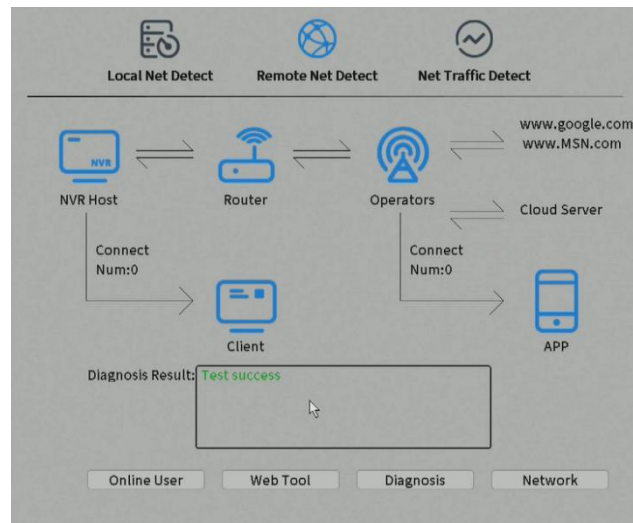 Local Net Detect
Remote Net Detect
Net Traffic Detect
www.google.com
www.MSN.com
NVR
NVR Host
Router
Operators
Cloud Server
Connect
Num:0
Connect
Num:0
Client
APP
Diagnosis Result:
Test success
Online User
Web Tool
Diagnosis
Network